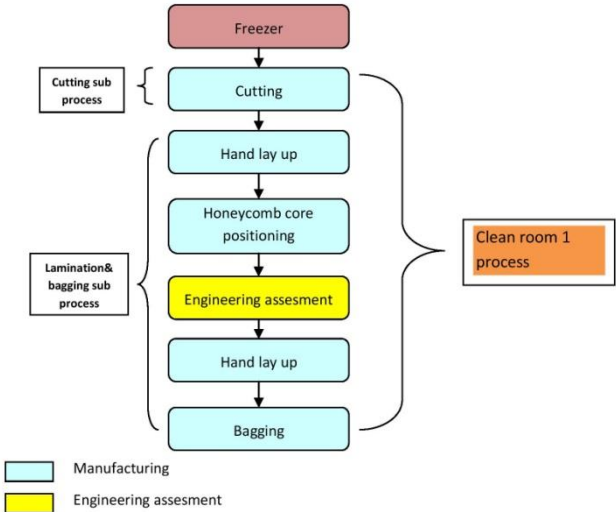 Freezer
Cutting sub
process
Cutting
Hand lay up
Honeycomb core
positioning
Clean room 1
process
Lamination&
bagging sub
process
Engineering assesment
Hand lay up
Bagging
Manufacturing
Engineering assesment